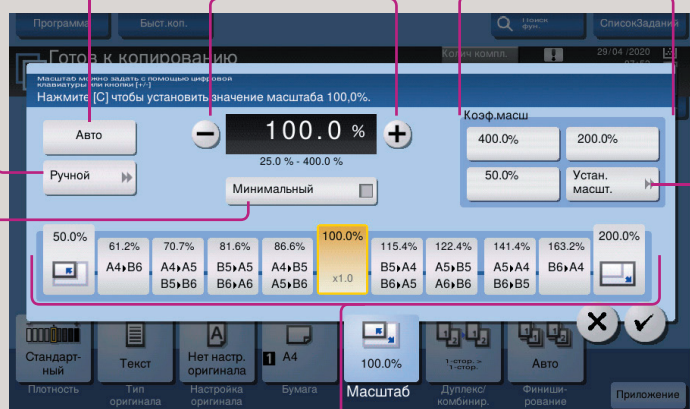 Программа
Быст.коп.
Поиск
фун.
СписокЗаданий
Готов к копированию
Колич компл.
29/04/2020
Масштаб можно задать с помощью цифровой
клавиатуры или кнопки [+/-]
Нажмите [C] чтобы установить значение масштаба 100,0%.
Авто
100.0 %
25.0 % - 400.0 %
Коэф.масш
400.0%
200.0%
Ручной
Минимальный
50.0%
Устан.
масшт.
50.0%
61.2%
A4▸B6
70.7%
A4▸A5
B5▸B6
81.6%
B5▸A5
B6▸A6
86.6%
A4▸B5
A5▸B6
100.0%
x1.0
115.4%
B5▸A4
B6▸A5
122.4%
A5▸B5
A6▸B6
141.4%
A5▸A4
B6▸B5
163.2%
B6▸A4
200.0%
Стандарт-
ный
Текст
Нет настр.
оригинала
1 A4
100.0%
1-стор. >
1-стор.
Авто
Плотность
Тип
оригинала
Настройка
оригинала
Бумага
Масштаб
Дуплекс/
комбинир.
Финиши-
рование
Приложение